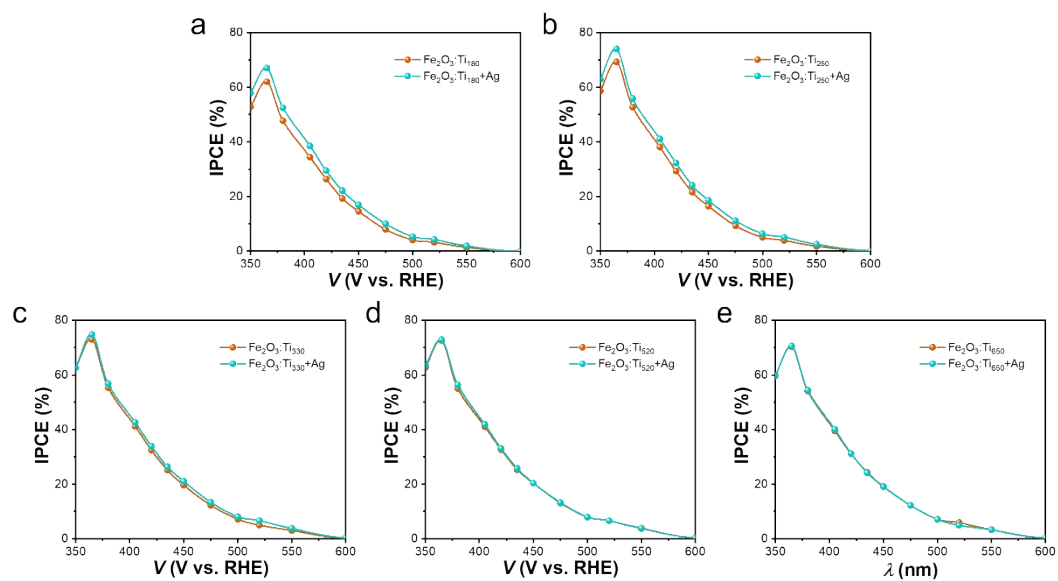 a
80
60
40
20
0
IPCE (%)
350 400 450 500 550 600
V (V vs. RHE)
Fe₂O₃:Ti₁₈₀
Fe₂O₃:Ti₁₈₀+Ag
b
80
60
40
20
0
IPCE (%)
350 400 450 500 550 600
V (V vs. RHE)
Fe₂O₃:Ti₂₅₀
Fe₂O₃:Ti₂₅₀+Ag
c
80
60
40
20
0
IPCE (%)
350 400 450 500 550 600
V (V vs. RHE)
Fe₂O₃:Ti₃₃₀
Fe₂O₃:Ti₃₃₀+Ag
d
80
60
40
20
0
IPCE (%)
350 400 450 500 550 600
V (V vs. RHE)
Fe₂O₃:Ti₅₂₀
Fe₂O₃:Ti₅₂₀+Ag
e
80
60
40
20
0
IPCE (%)
350 400 450 500 550 600
λ (nm)
Fe₂O₃:Ti₆₅₀
Fe₂O₃:Ti₆₅₀+Ag